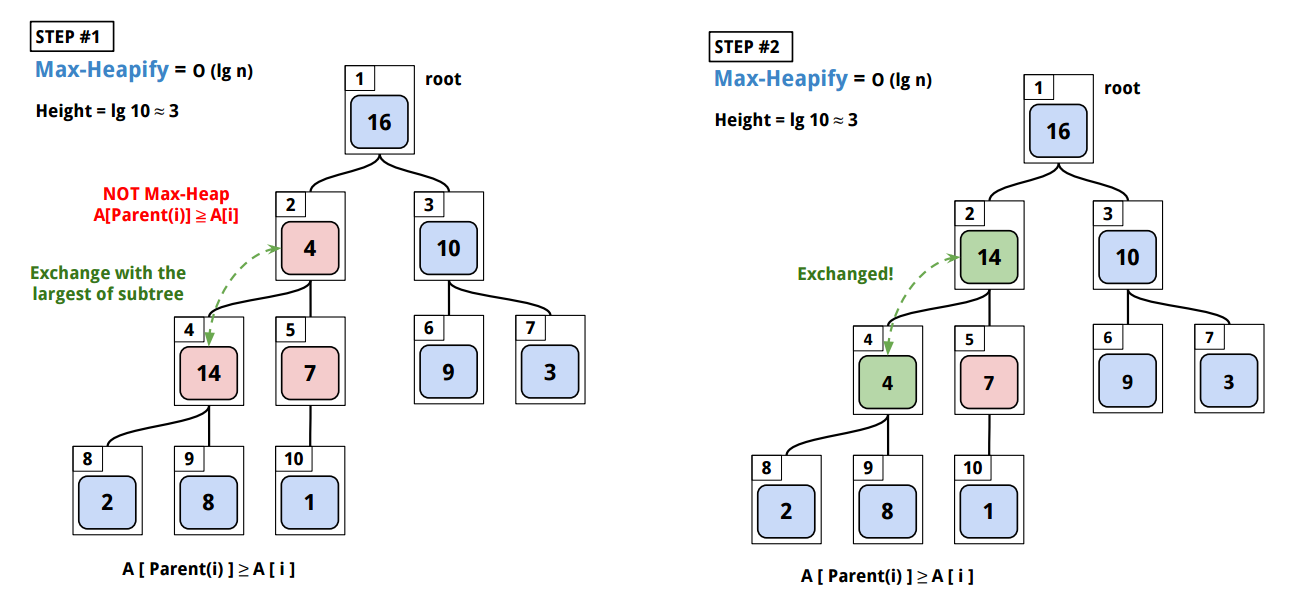 STEP #1
Max-Heapify = O (lg n)
Height = lg 10 ≈ 3
1
root
16
NOT Max-Heap
A[Parent(i)] ≧ A[i]
2
3
4
10
Exchange with the
largest of subtree
4
5
6
7
14
7
9
3
8
9
10
2
8
1
A [ Parent(i) ] ≥ A [ i ]
STEP #2
Max-Heapify = O (lg n)
Height = lg 10 ≈ 3
1
root
16
2
3
14
10
Exchanged!
4
5
6
7
4
7
9
3
8
9
10
2
8
1
A [ Parent(i) ] ≥ A [ i ]